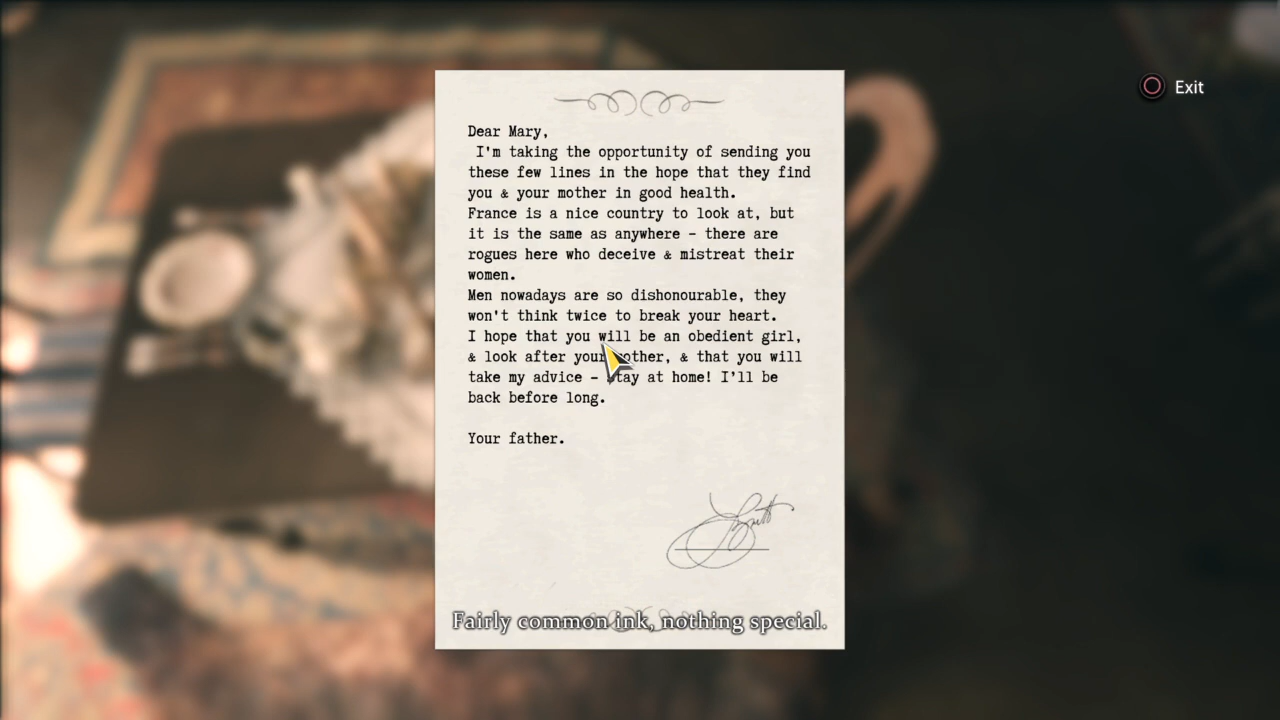 Exit
Dear Mary,
I'm taking the opportunity of sending you
these few lines in the hope that they find
you & your mother in good health.
France is a nice country to look at, but
it is the same as anywhere - there are
rogues here who deceive & mistreat their
women.
Men nowadays are so dishonourable, they
won't think twice to break your heart.
I hope that you will be an obedient girl,
& look after your mother, & that you will
take my advice - stay at home! I'll be
back before long.
Your father.
Fairly common ink, nothing special.